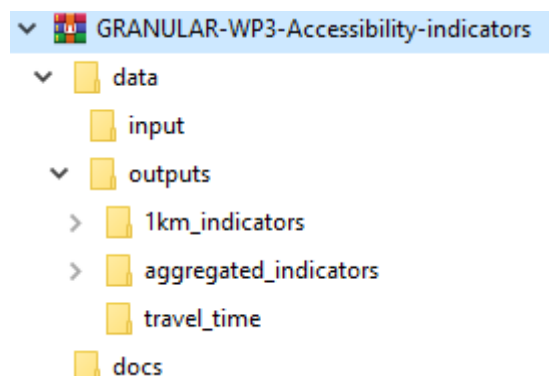 GRANULAR-WP3-Accessibility-indicators
data
input
outputs
1km_indicators
aggregated_indicators
travel_time
docs